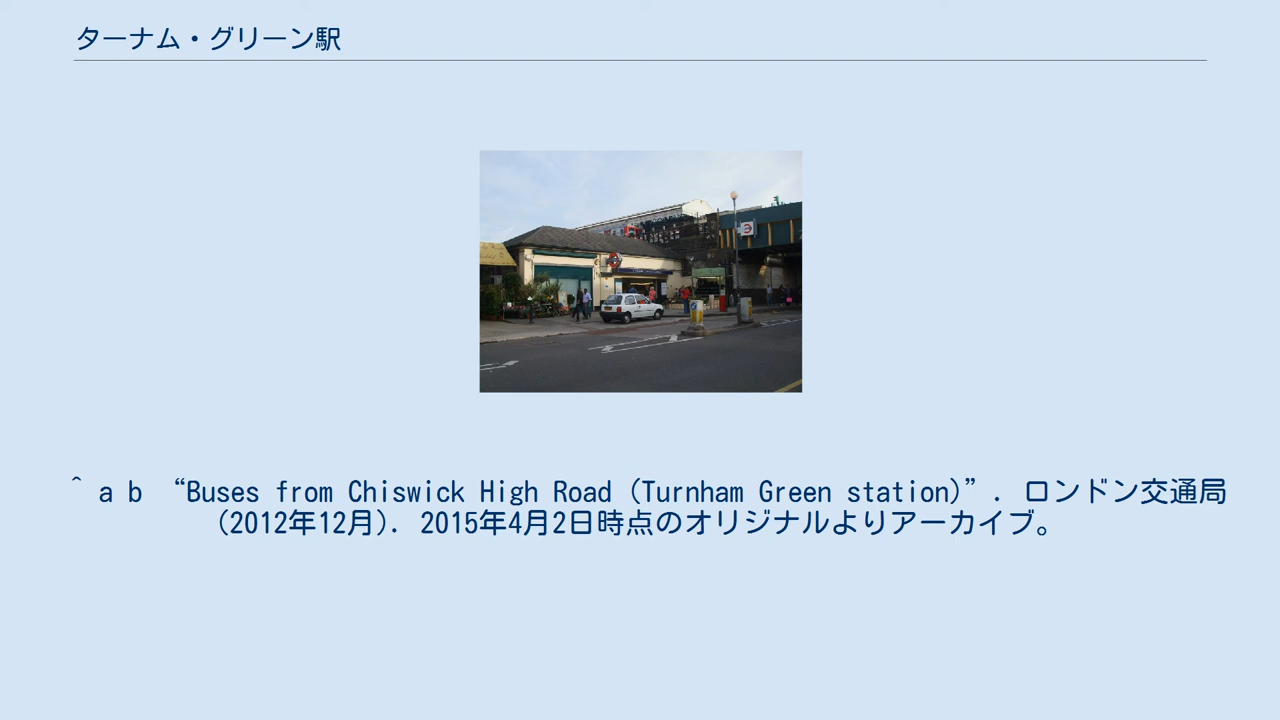 ターナム・グリーン駅
^ a b “Buses from Chiswick High Road (Turnham Green station)”. ロンドン交通局
(2012年12月). 2015年4月2日時点のオリジナルよりアーカイブ。